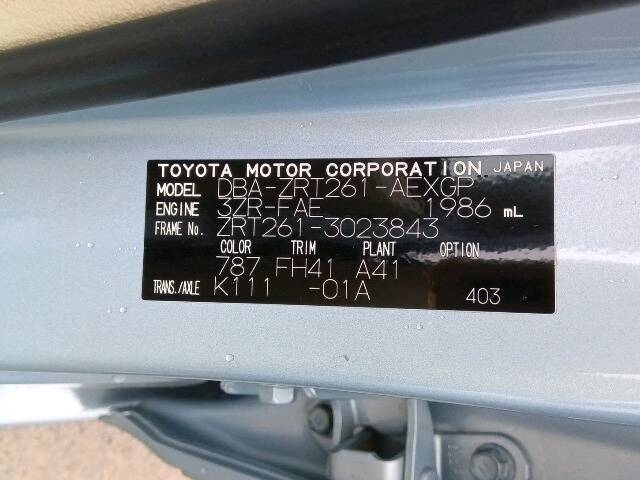 TOYOTA MOTOR CORPORATION JAPAN
MODEL DBA-ZRT261-AEXGP
ENGINE 3ZR-FAE 1986 mL
FRAME No. ZRT261-3023843
COLOR TRIM PLANT OPTION
787 FH41 A41
TRANS./AXLE K111 -01A 403